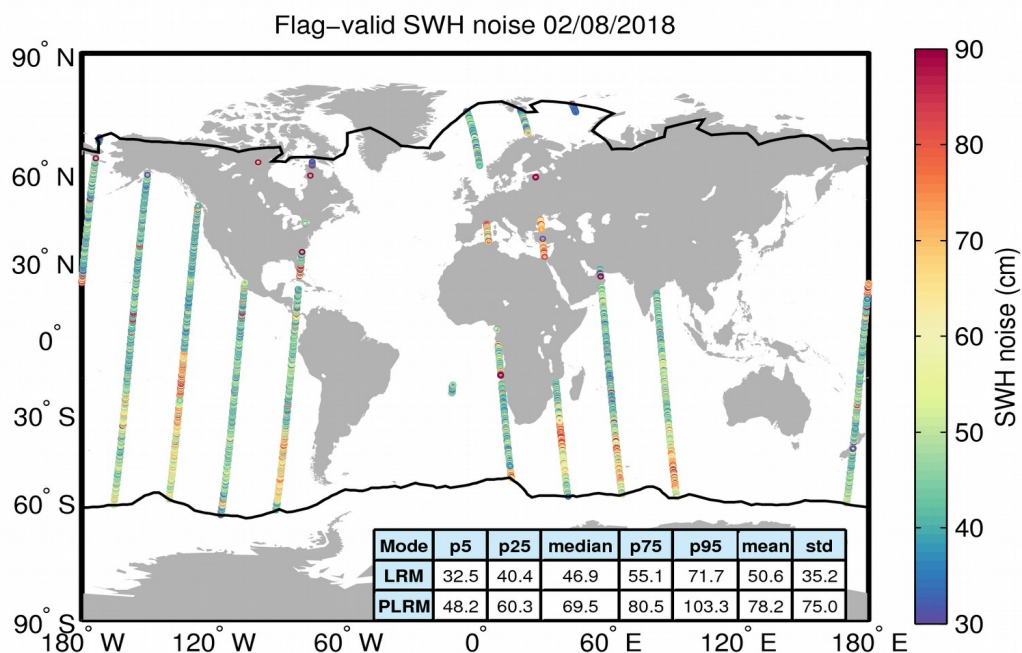 Flag−valid SWH noise 02/08/2018
90° N
60° N
30° N
0°
30° S
60° S
90° S
180° W
120° W
60° W
0°
60° E
120° E
180° E
Mode p5 p25 median p75 p95 mean std
LRM 32.5 40.4 46.9 55.1 71.7 50.6 35.2
PLRM 48.2 60.3 69.5 80.5 103.3 78.2 75.0
90
80
70
60
50
40
30
SWH noise (cm)